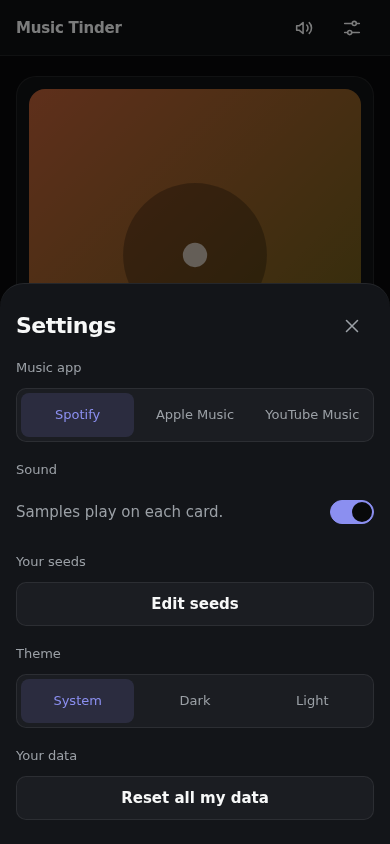 Music Tinder
Settings
Music app
Spotify
Apple Music
YouTube Music
Sound
Samples play on each card.
Your seeds
Edit seeds
Theme
System
Dark
Light
Your data
Reset all my data